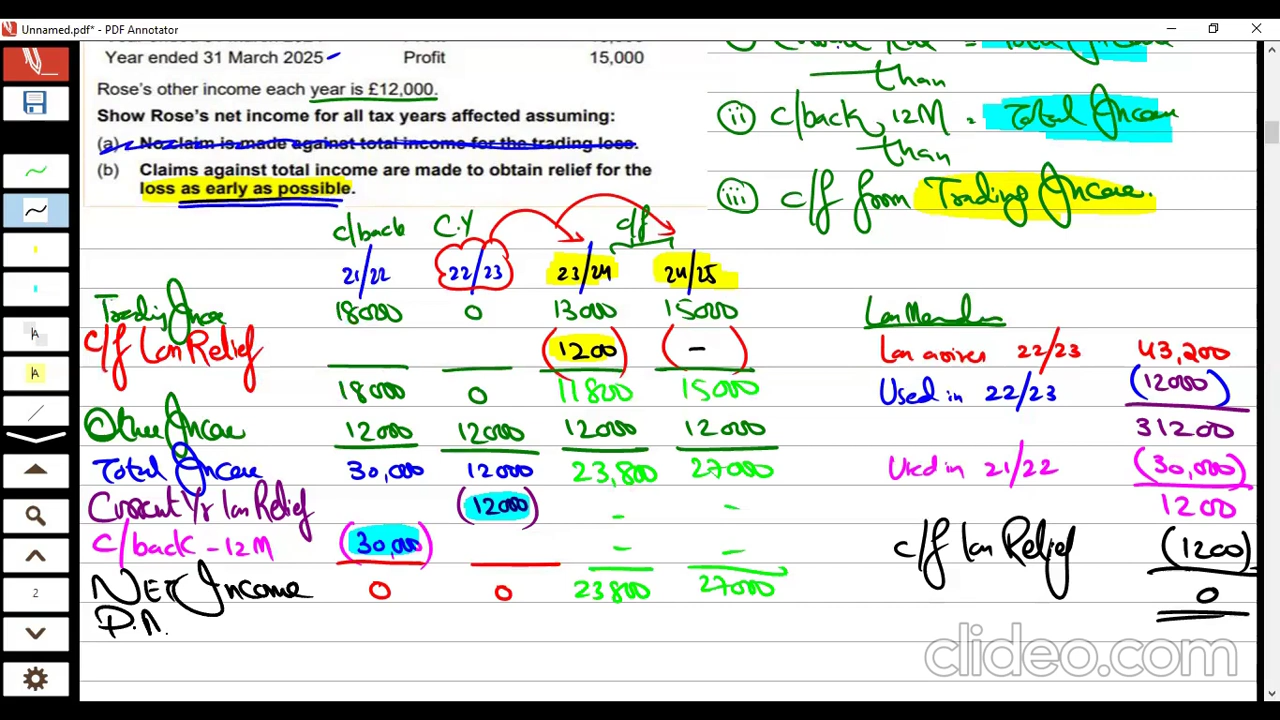 Unnamed.pdf* - PDF Annotator
Year ended 31 March 2025 Profit 15,000
Rose's other income each year is £12,000.
Show Rose's net income for all tax years affected assuming:
(a) No claim is made against total income for the trading loss.
(b) Claims against total income are made to obtain relief for the
loss as early as possible.
than
(ii) c/back 12M = Total Income
than
(iii) c/f from Trading Income.
c/back C.Y c/f
21/22 22/23 23/24 24/25
Trading Income 18000 0 13000 15000
c/f Loss Relief (1200) (-)
18000 0 11800 15000
Other Income 12000 12000 12000 12000
Total Income 30,000 12000 23,800 27000
Current Yr Loss Relief (12000) - -
c/back - 12M (30,000) - -
NET Income 0 0 23800 27000
P.A.
Loss Memo
Loss arises 22/23 43,200
Used in 22/23 (12000)
31200
Used in 21/22 (30,000)
1200
c/f Loss Relief (1200)
0
2
clideo.com